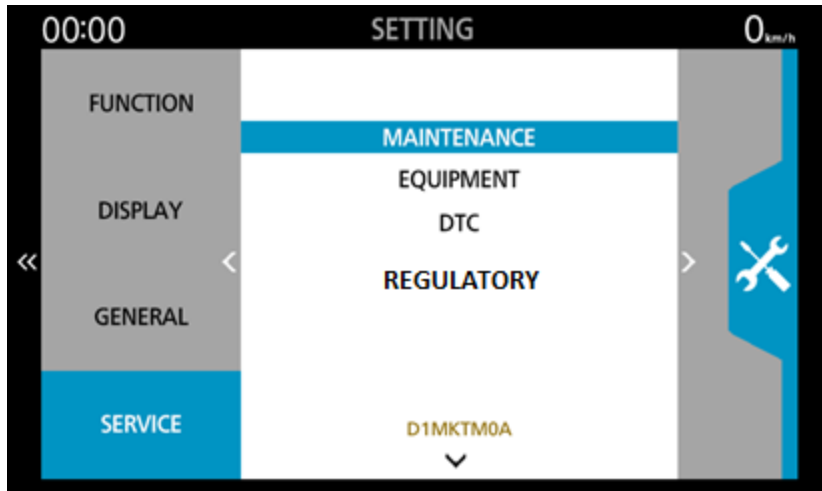 00:00 SETTING 0km/h
FUNCTION
MAINTENANCE
EQUIPMENT
DISPLAY
DTC
«
<
REGULATORY
>
GENERAL
SERVICE
D1MKTM0A